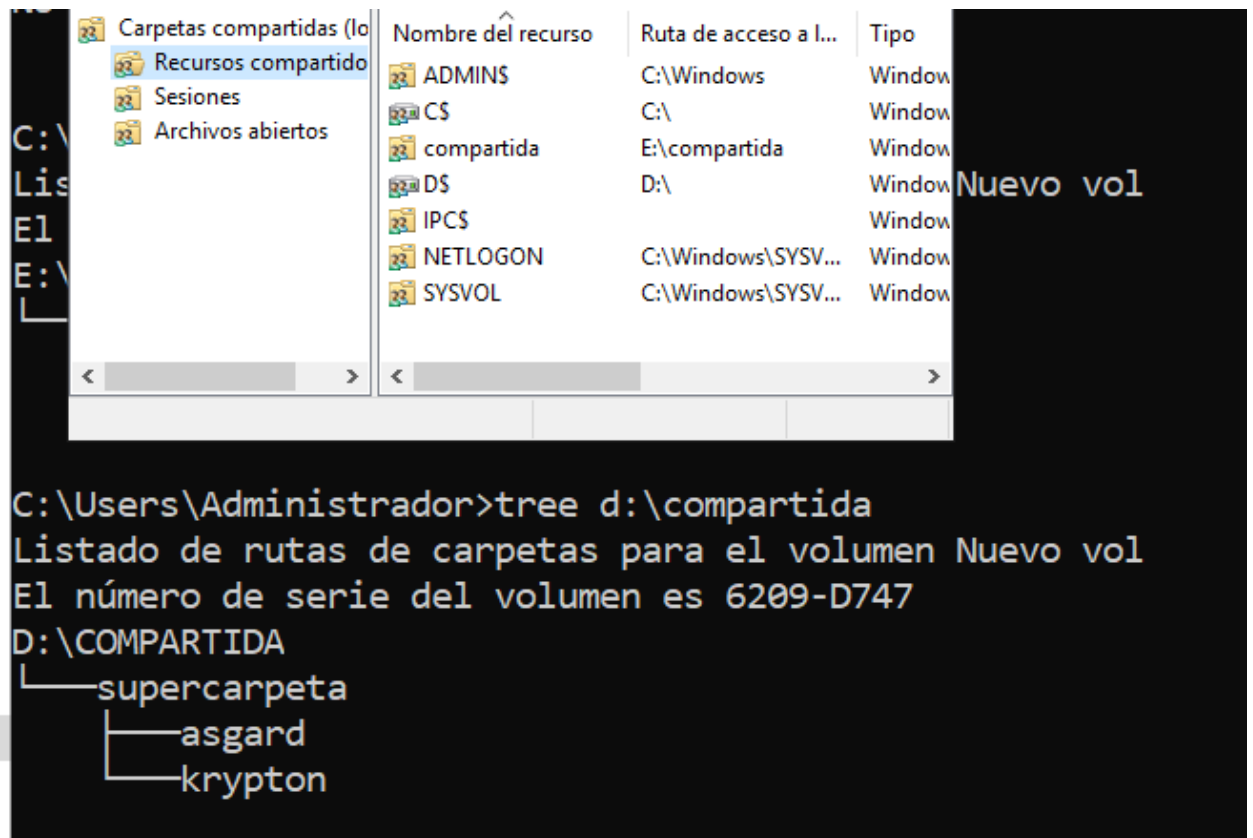 Carpetas compartidas (lo
Recursos compartido
Sesiones
Archivos abiertos
Nombre del recurso Ruta de acceso a l... Tipo
ADMIN$ C:\Windows Window
C$ C:\ Window
compartida E:\compartida Window
D$ D:\ Window
IPC$ Window
NETLOGON C:\Windows\SYSV... Window
SYSVOL C:\Windows\SYSV... Window
C:\
Lis Nuevo vol
El
E:\
C:\Users\Administrador>tree d:\compartida
Listado de rutas de carpetas para el volumen Nuevo vol
El número de serie del volumen es 6209-D747
D:\COMPARTIDA
└───supercarpeta
    ├───asgard
    └───krypton